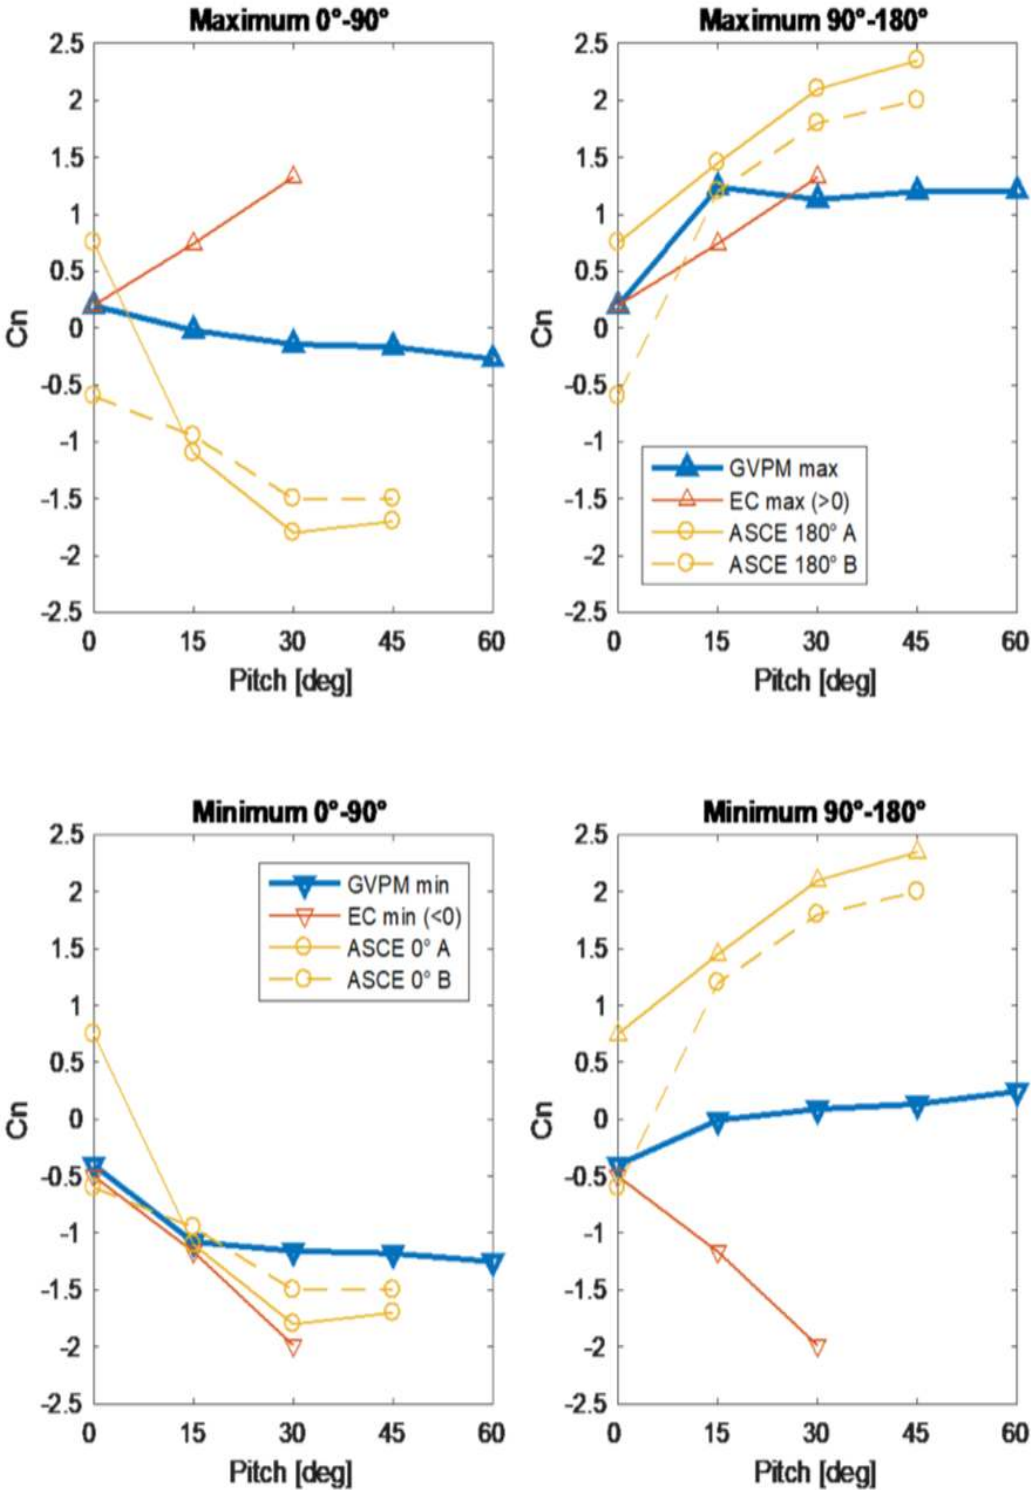 Maximum 0°-90°
2.5
2
1.5
1
0.5
0
-0.5
-1
-1.5
-2
-2.5
Cn
0 15 30 45 60
Pitch [deg]
Maximum 90°-180°
2.5
2
1.5
1
0.5
0
-0.5
-1
-1.5
-2
-2.5
Cn
GVPM max
EC max (>0)
ASCE 180° A
ASCE 180° B
0 15 30 45 60
Pitch [deg]
Minimum 0°-90°
2.5
2
1.5
1
0.5
0
-0.5
-1
-1.5
-2
-2.5
Cn
GVPM min
EC min (<0)
ASCE 0° A
ASCE 0° B
0 15 30 45 60
Pitch [deg]
Minimum 90°-180°
2.5
2
1.5
1
0.5
0
-0.5
-1
-1.5
-2
-2.5
Cn
0 15 30 45 60
Pitch [deg]